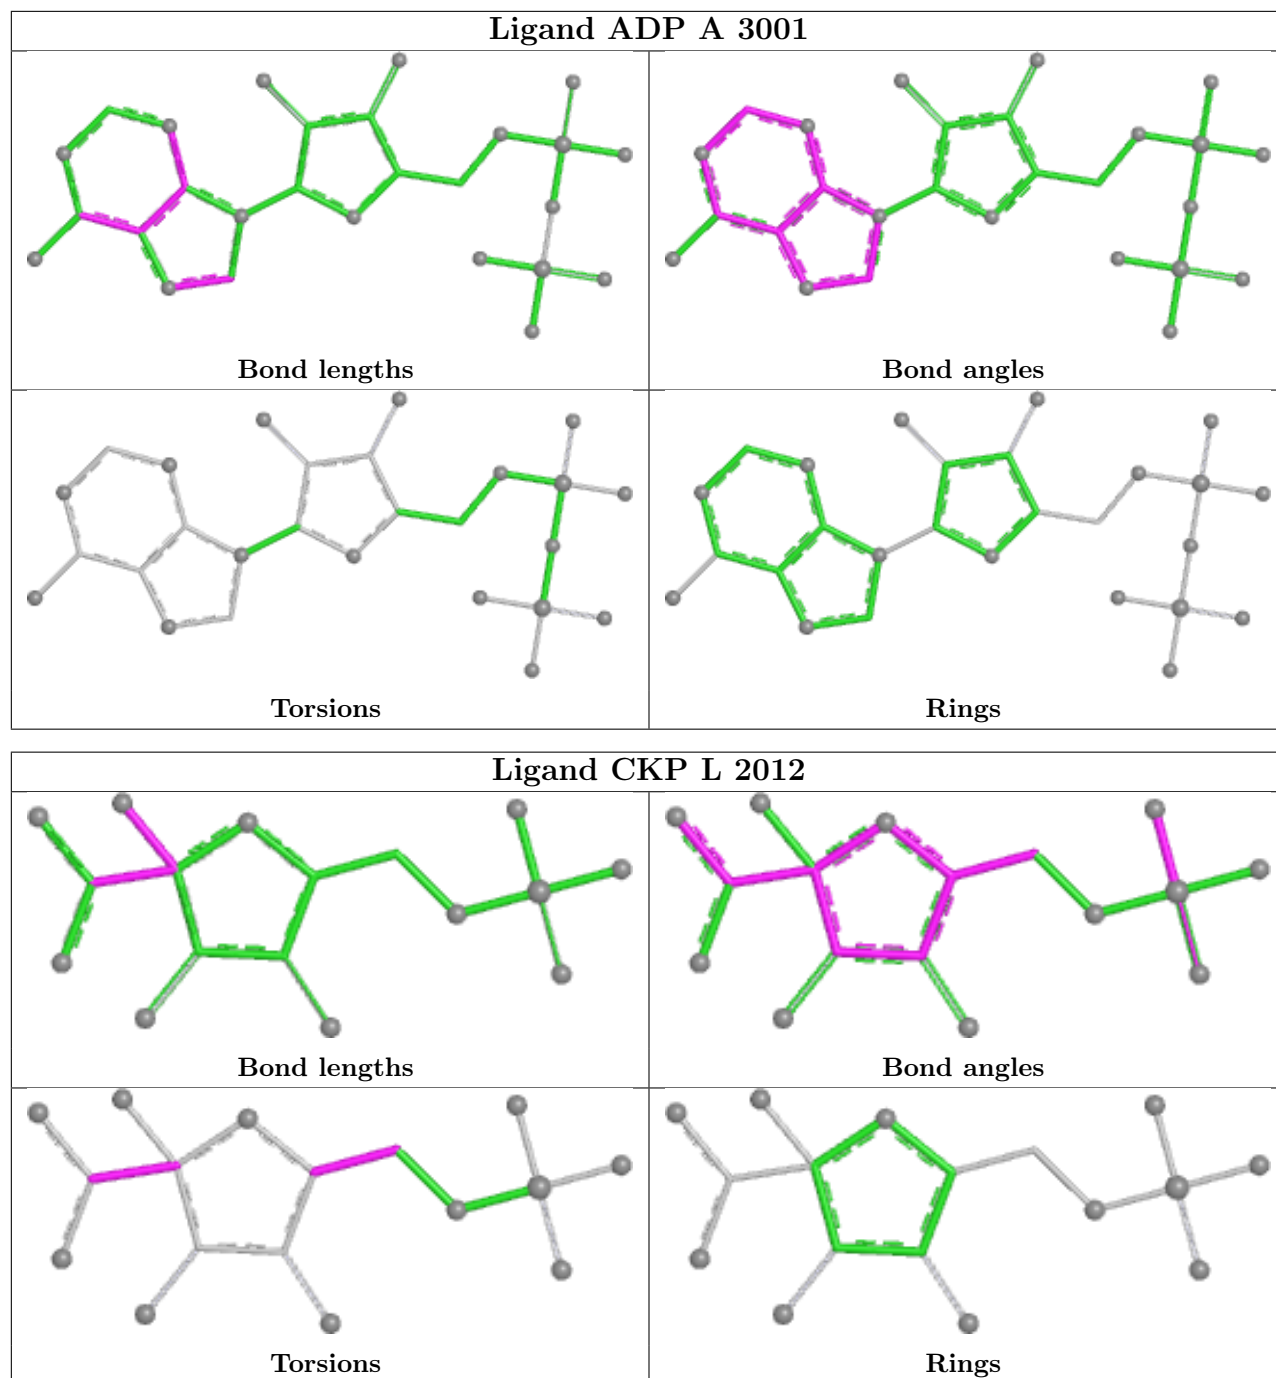 Ligand ADP A 3001
Bond lengths
Bond angles
Torsions
Rings
Ligand CKP L 2012
Bond lengths
Bond angles
Torsions
Rings